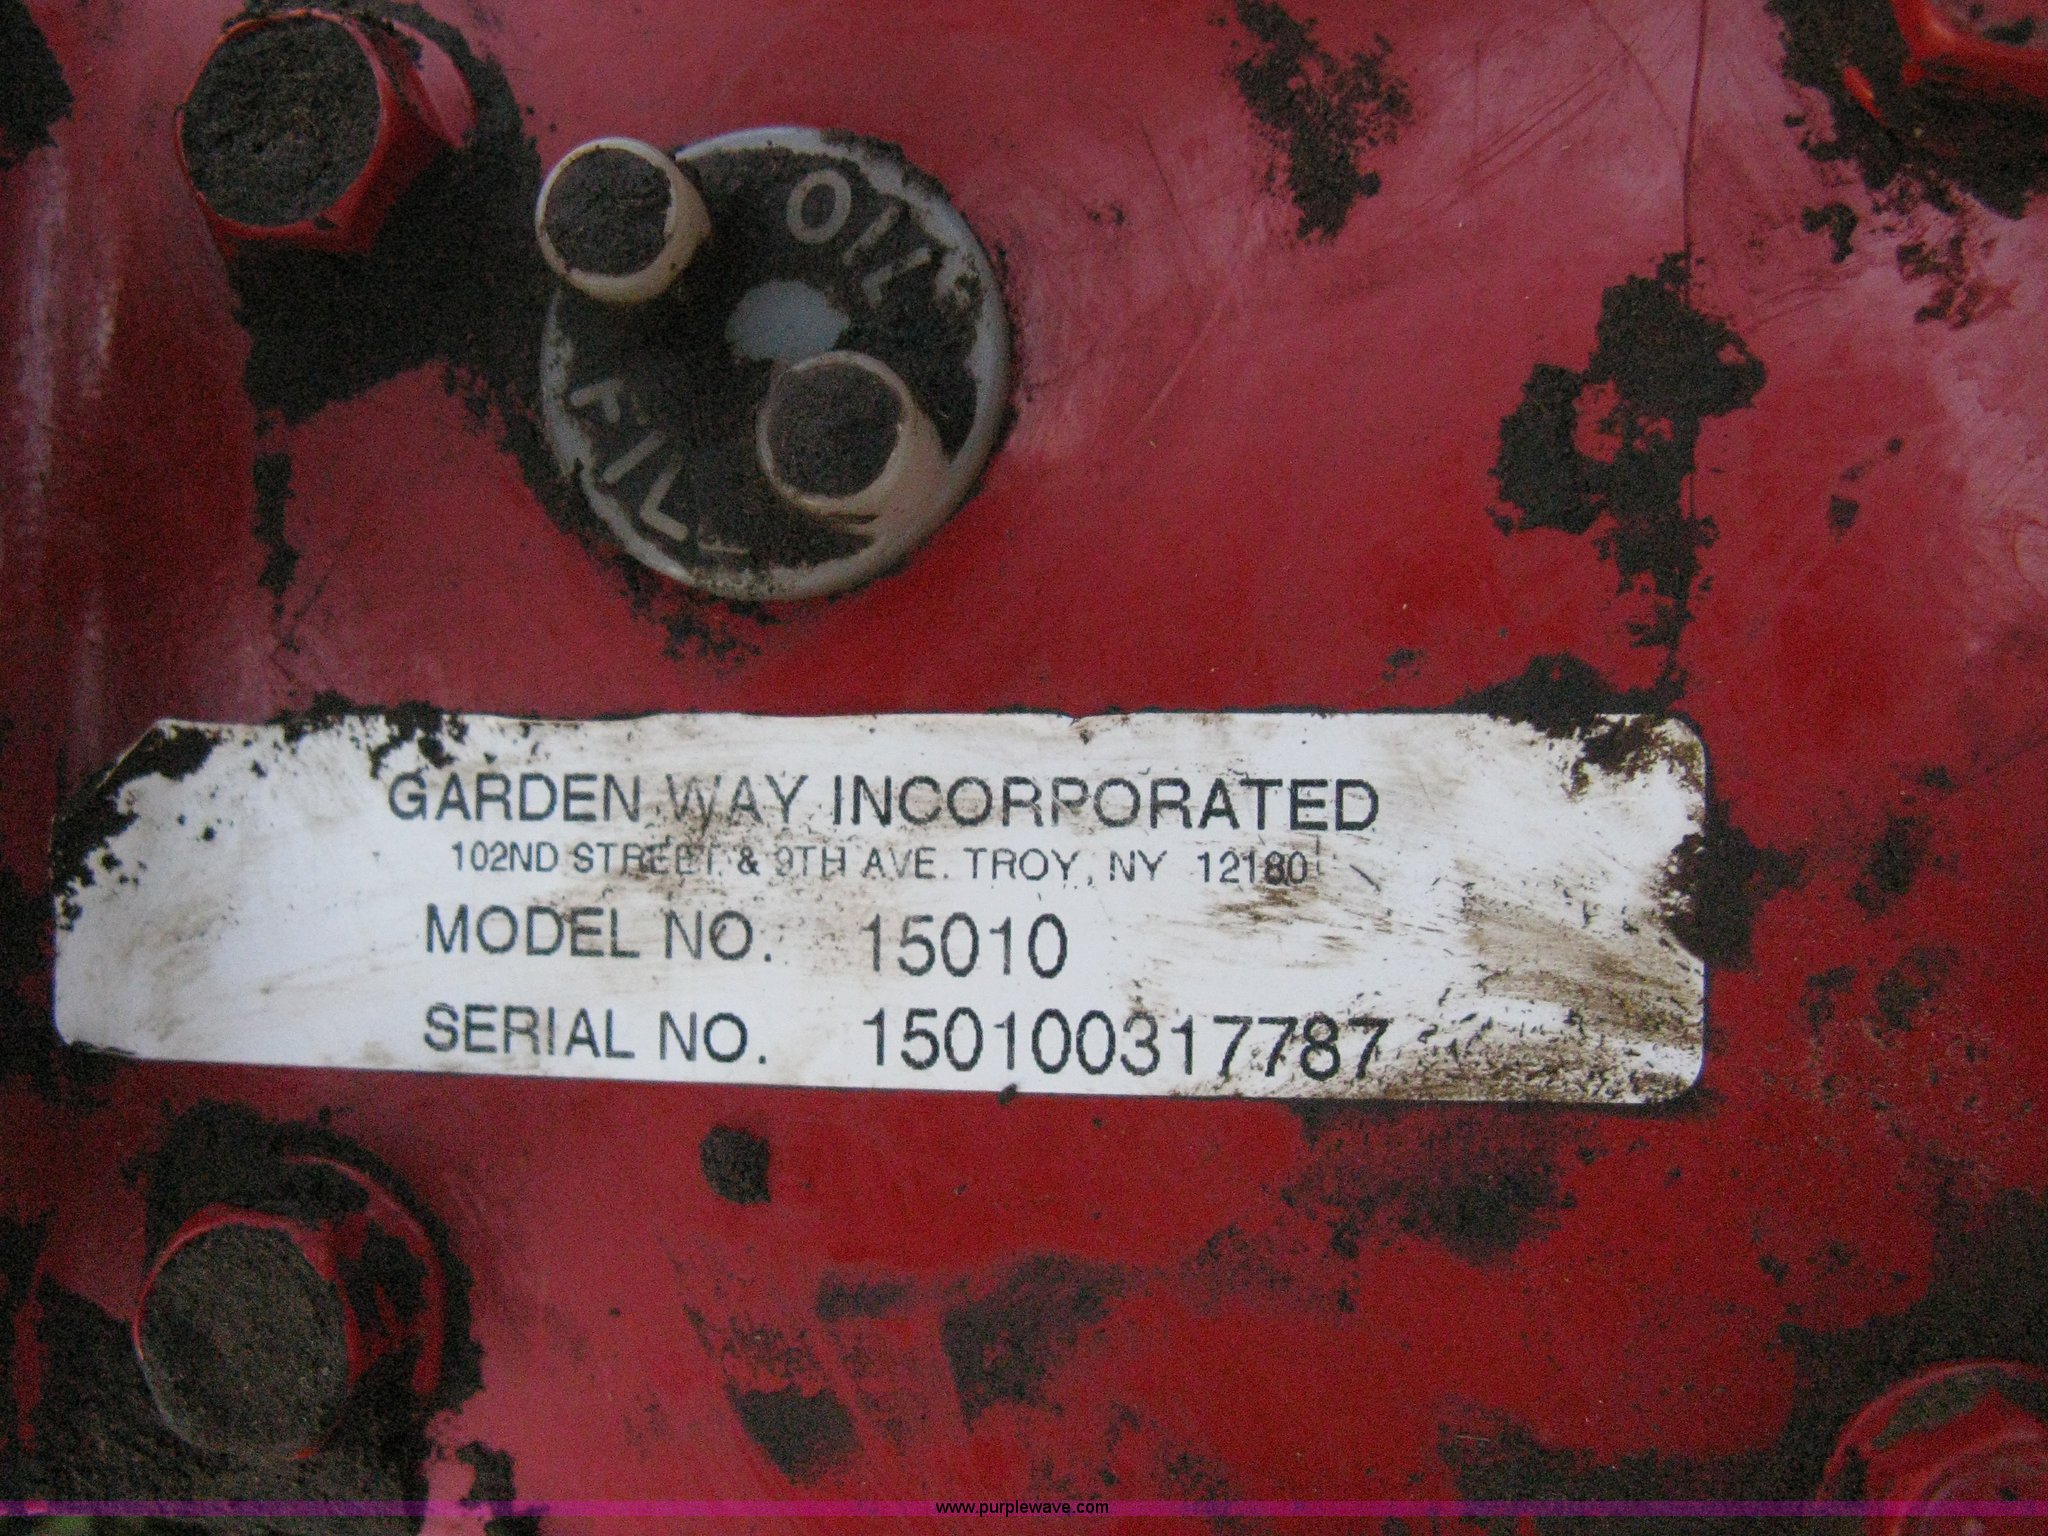 OIL
FILL
GARDEN WAY INCORPORATED
102ND STREET & 9TH AVE. TROY, NY 12180
MODEL NO. 15010
SERIAL NO. 150100317787
www.purplewave.com